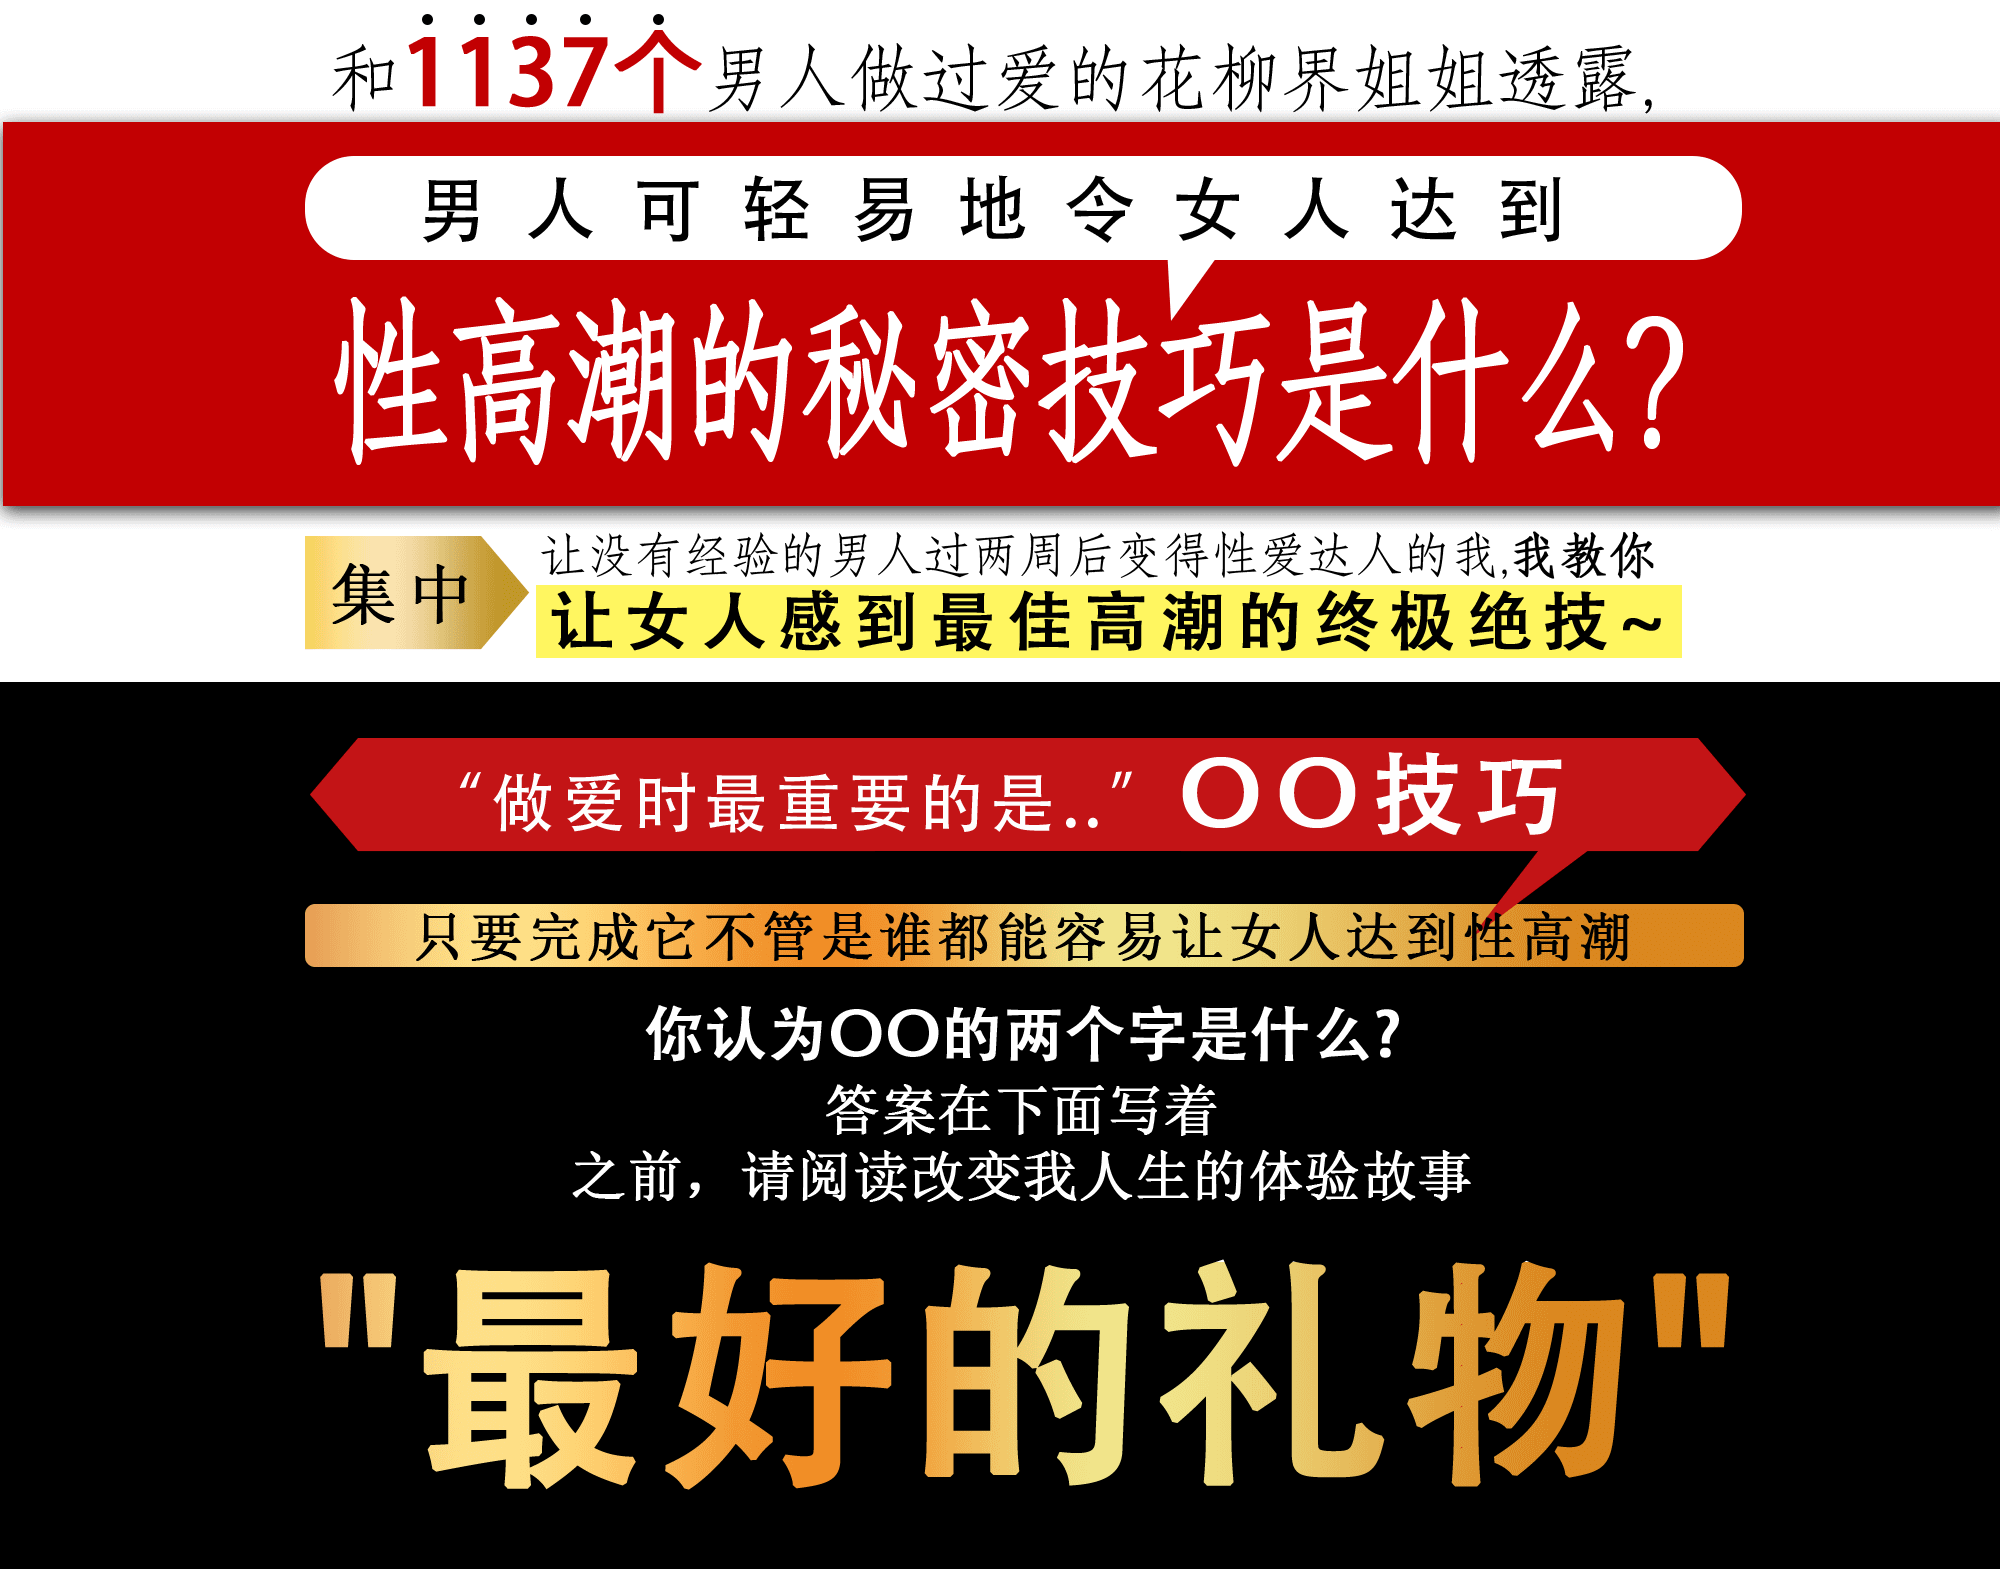 和1137个男人做过爱的花柳界姐姐透露,
男人可轻易地令女人达到
性高潮的秘密技巧是什么?
集中
让没有经验的男人过两周后变得性爱达人的我,我教你
让女人感到最佳高潮的终极绝技~
“做爱时最重要的是..” OO技巧
只要完成它不管是谁都能容易让女人达到性高潮
你认为OO的两个字是什么?
答案在下面写着
之前，请阅读改变我人生的体验故事
"最好的礼物"